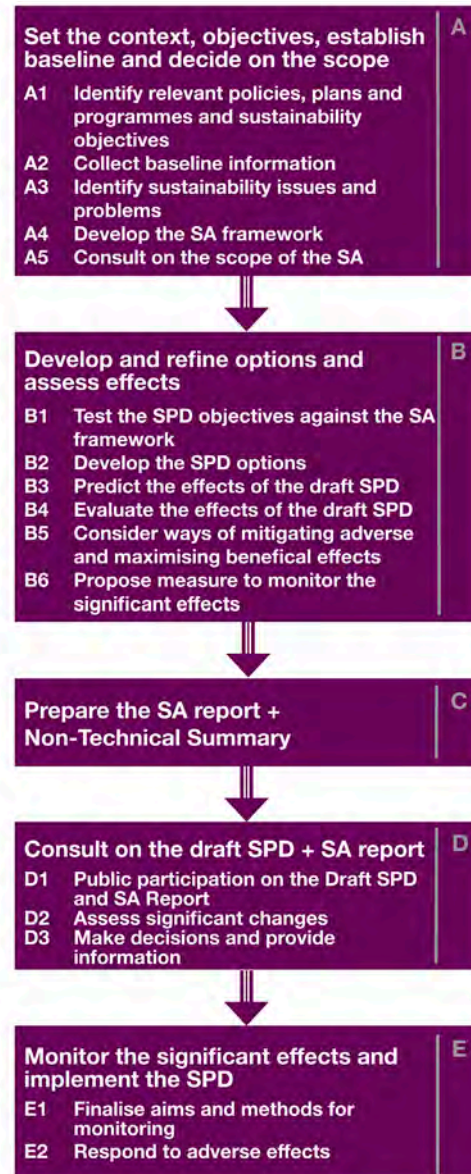 A
Set the context, objectives, establish
baseline and decide on the scope
A1 Identify relevant policies, plans and
programmes and sustainability
objectives
A2 Collect baseline information
A3 Identify sustainability issues and
problems
A4 Develop the SA framework
A5 Consult on the scope of the SA
B
Develop and refine options and
assess effects
B1 Test the SPD objectives against the SA
framework
B2 Develop the SPD options
B3 Predict the effects of the draft SPD
B4 Evaluate the effects of the draft SPD
B5 Consider ways of mitigating adverse
and maximising benefical effects
B6 Propose measure to monitor the
significant effects
C
Prepare the SA report +
Non-Technical Summary
D
Consult on the draft SPD + SA report
D1 Public participation on the Draft SPD
and SA Report
D2 Assess significant changes
D3 Make decisions and provide
information
E
Monitor the significant effects and
implement the SPD
E1 Finalise aims and methods for
monitoring
E2 Respond to adverse effects